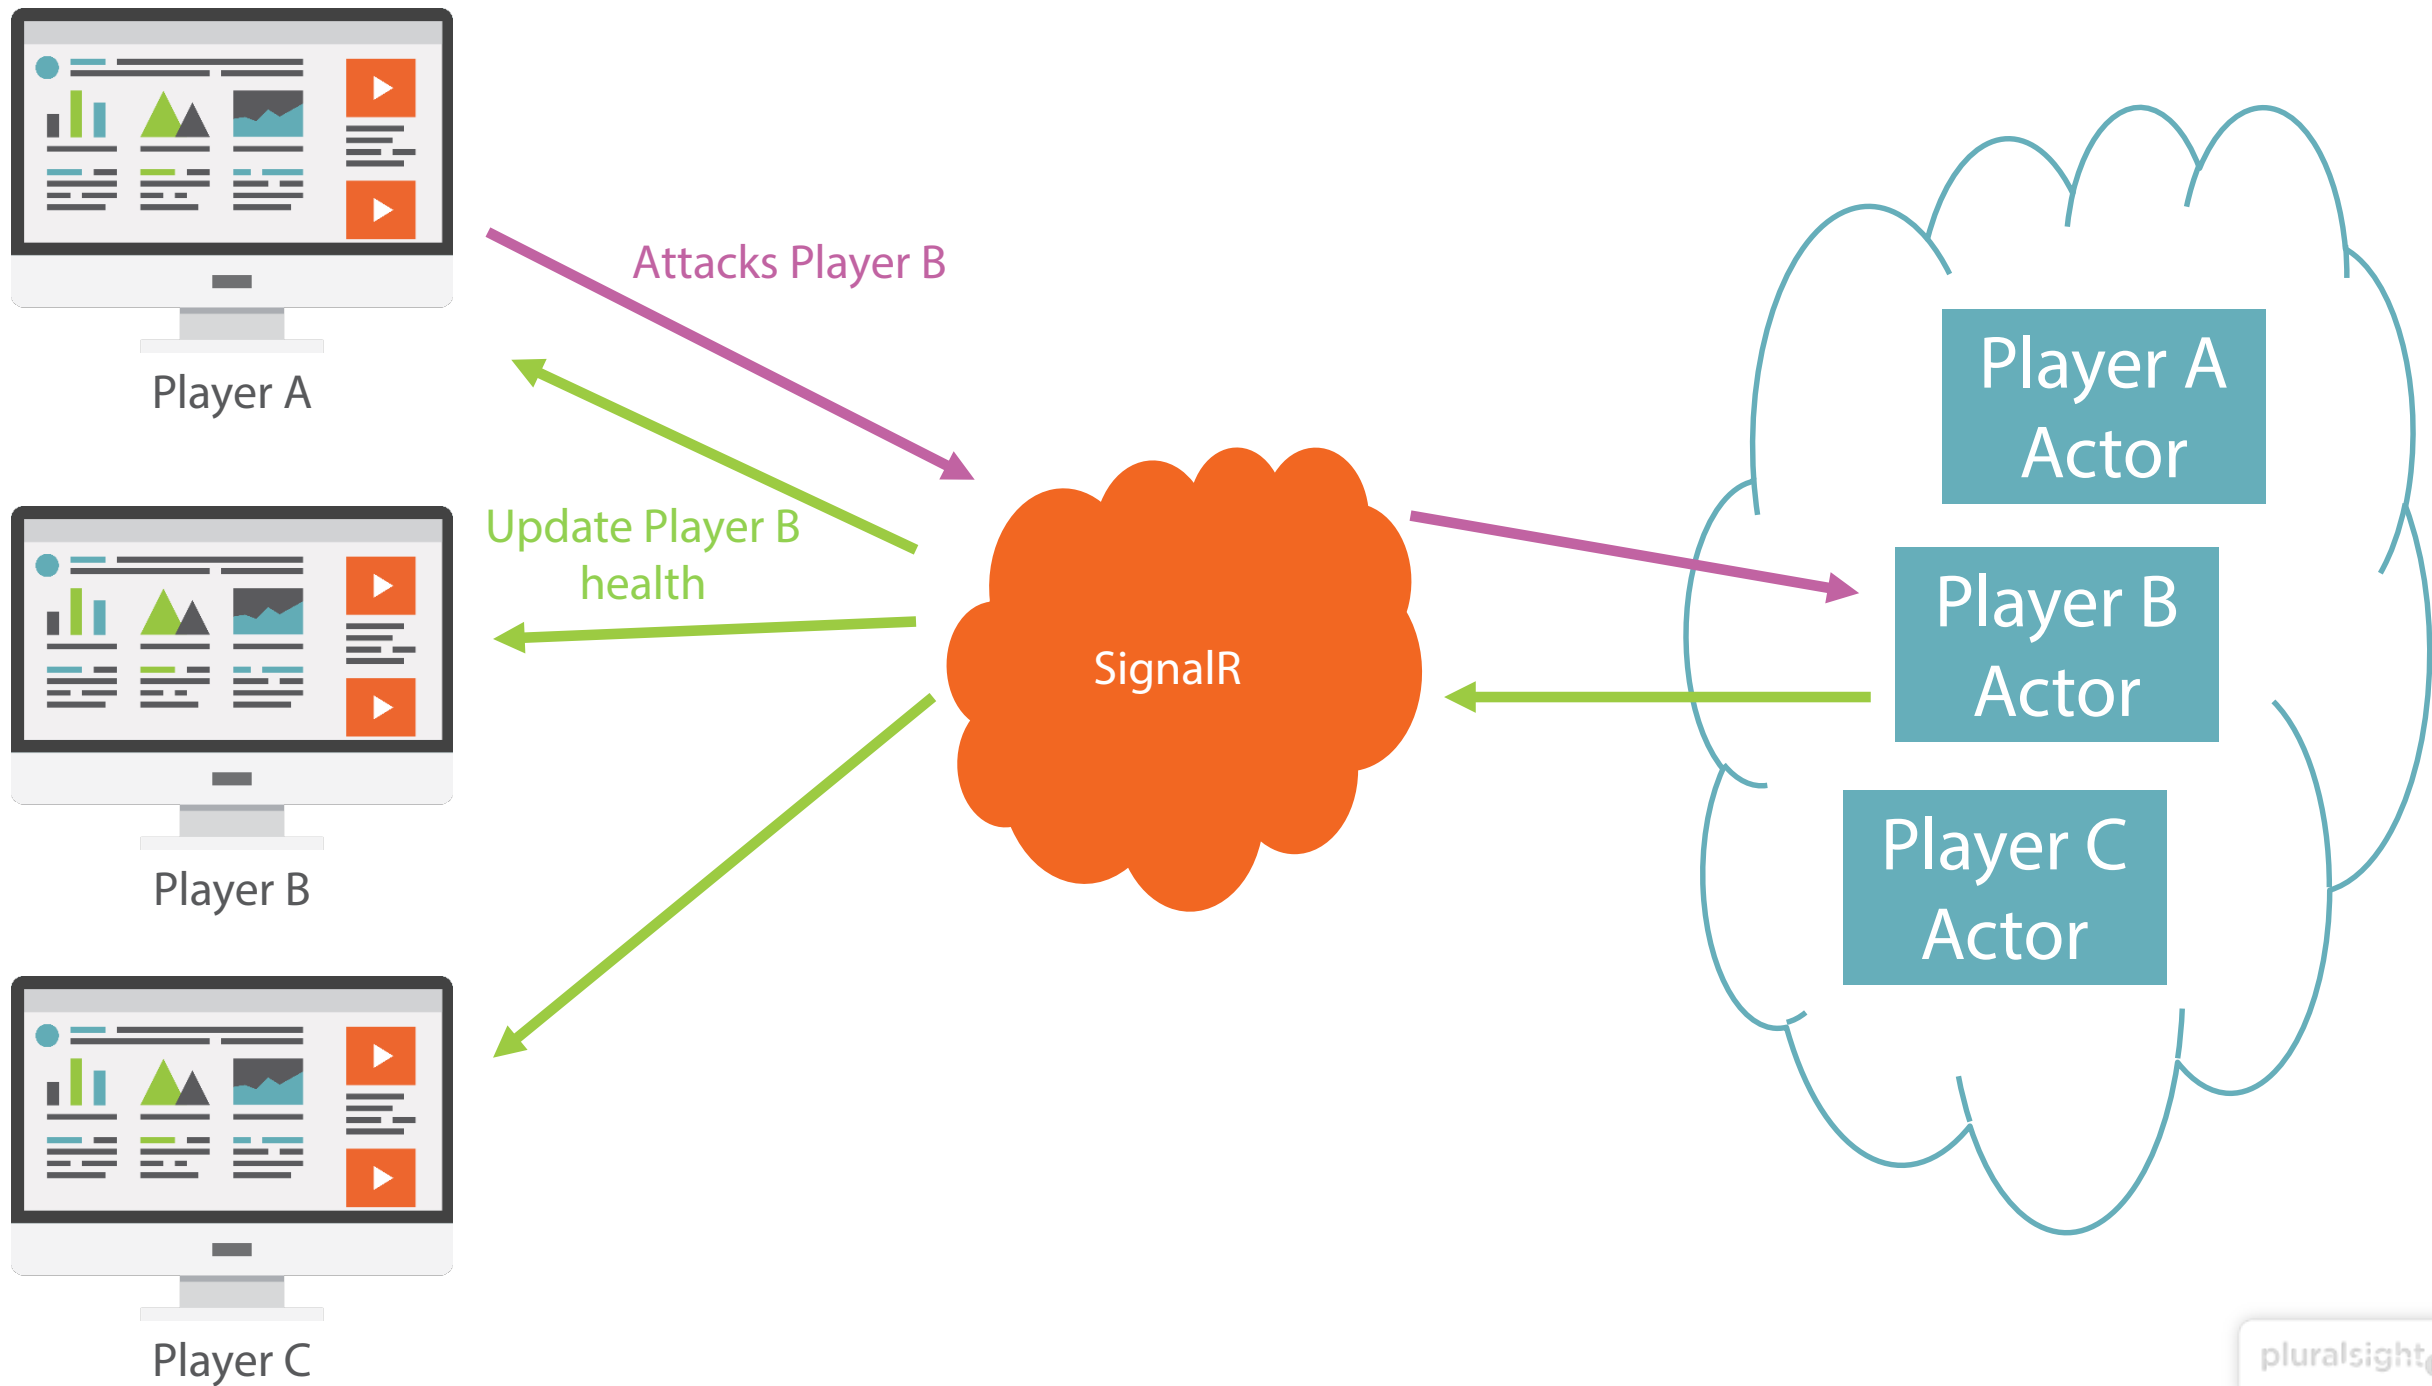 Player A
Attacks Player B
Update Player B
health
Player B
Player C
SignalR
Player A
Actor
Player B
Actor
Player C
Actor
pluralsight